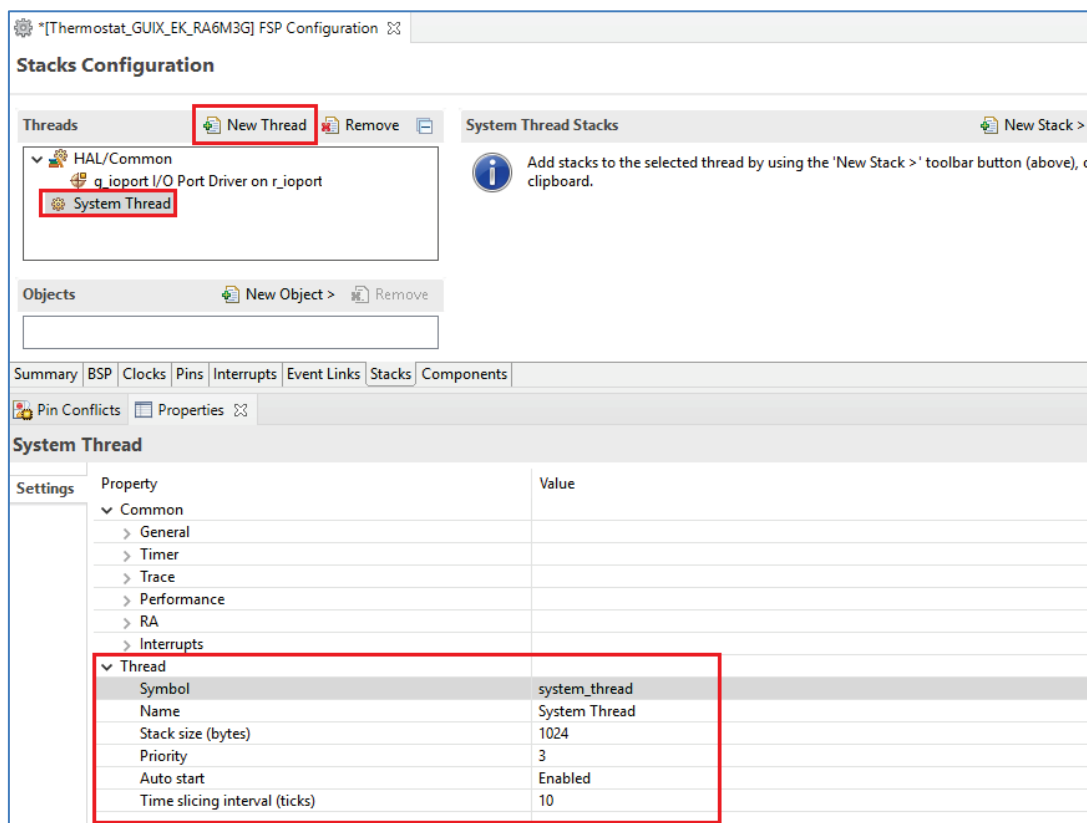 *[Thermostat_GUIX_EK_RA6M3G] FSP Configuration
Stacks Configuration
Threads
New Thread
Remove
HAL/Common
g_ioport I/O Port Driver on r_ioport
System Thread
Objects
New Object >
Remove
System Thread Stacks
New Stack >
Add stacks to the selected thread by using the 'New Stack >' toolbar button (above),
clipboard.
Summary BSP Clocks Pins Interrupts Event Links Stacks Components
Pin Conflicts Properties
System Thread
Settings
Property Value
Common
General
Timer
Trace
Performance
RA
Interrupts
Thread
Symbol system_thread
Name System Thread
Stack size (bytes) 1024
Priority 3
Auto start Enabled
Time slicing interval (ticks) 10